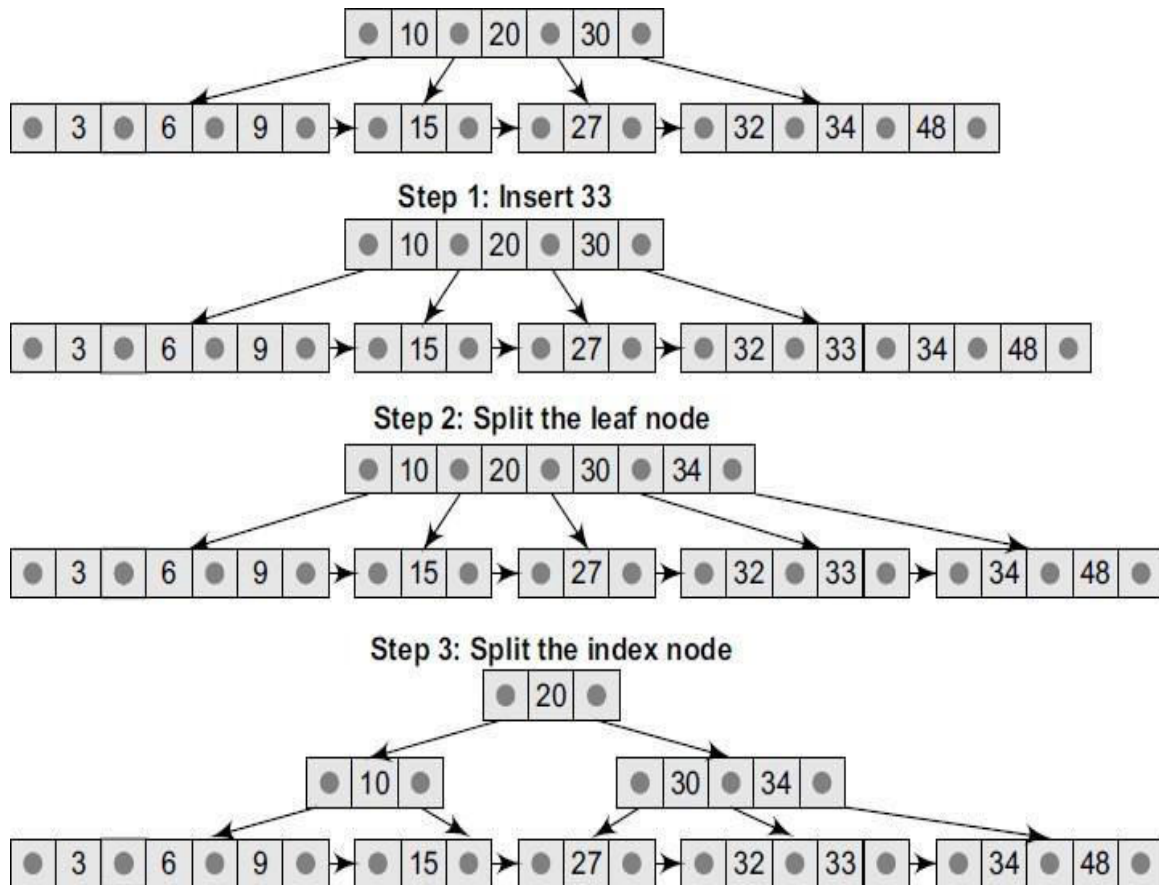 10 20 30
3 6 9 15 27 32 34 48
Step 1: Insert 33
10 20 30
3 6 9 15 27 32 33 34 48
Step 2: Split the leaf node
10 20 30 34
3 6 9 15 27 32 33 34 48
Step 3: Split the index node
20
10 30 34
3 6 9 15 27 32 33 34 48